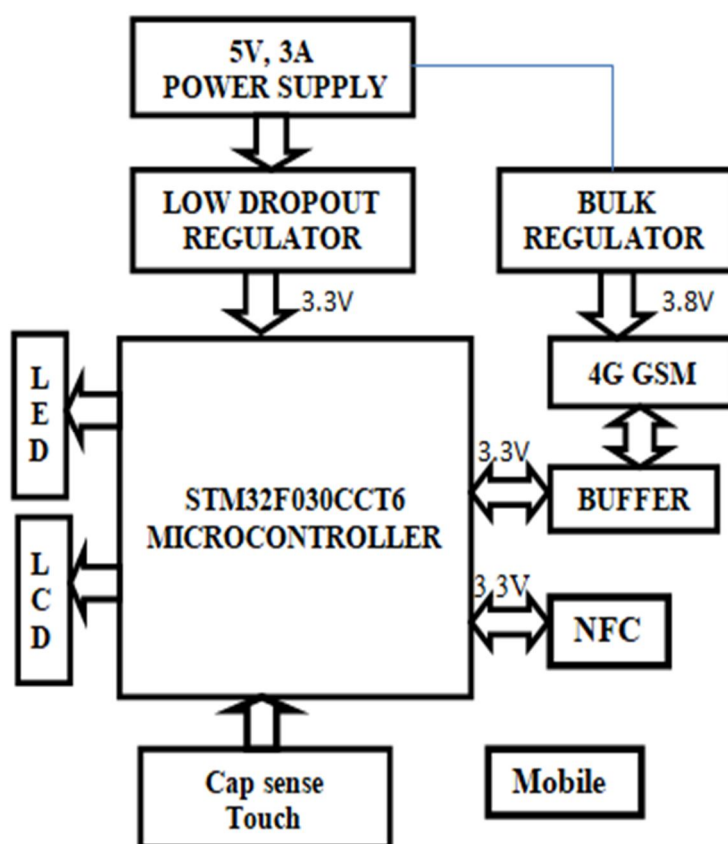 5V, 3A
POWER SUPPLY
LOW DROPOUT
REGULATOR
BULK
REGULATOR
3.3V
3.8V
L
E
D
4G GSM
3.3V
BUFFER
STM32F030CCT6
MICROCONTROLLER
L
C
D
3.3V
NFC
Cap sense
Touch
Mobile